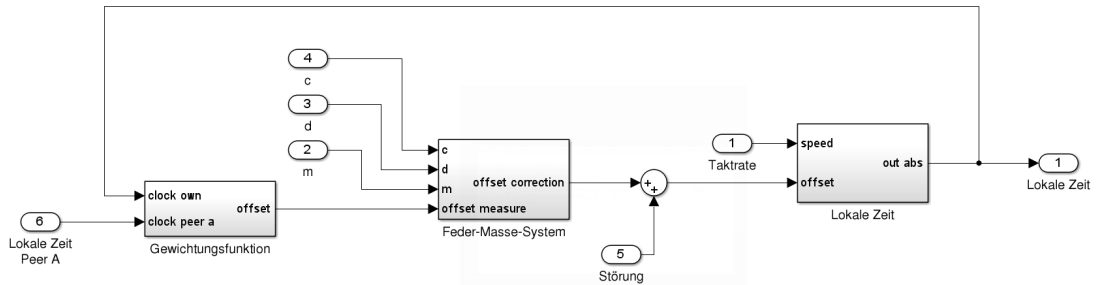 4
c
3
d
2
m
c
d
m
offset measure
offset correction
Feder-Masse-System
1
Taktrate
speed
offset
out abs
Lokale Zeit
1
Lokale Zeit
clock own
clock peer a
offset
Gewichtungsfunktion
6
Lokale Zeit
Peer A
+
+
5
Störung